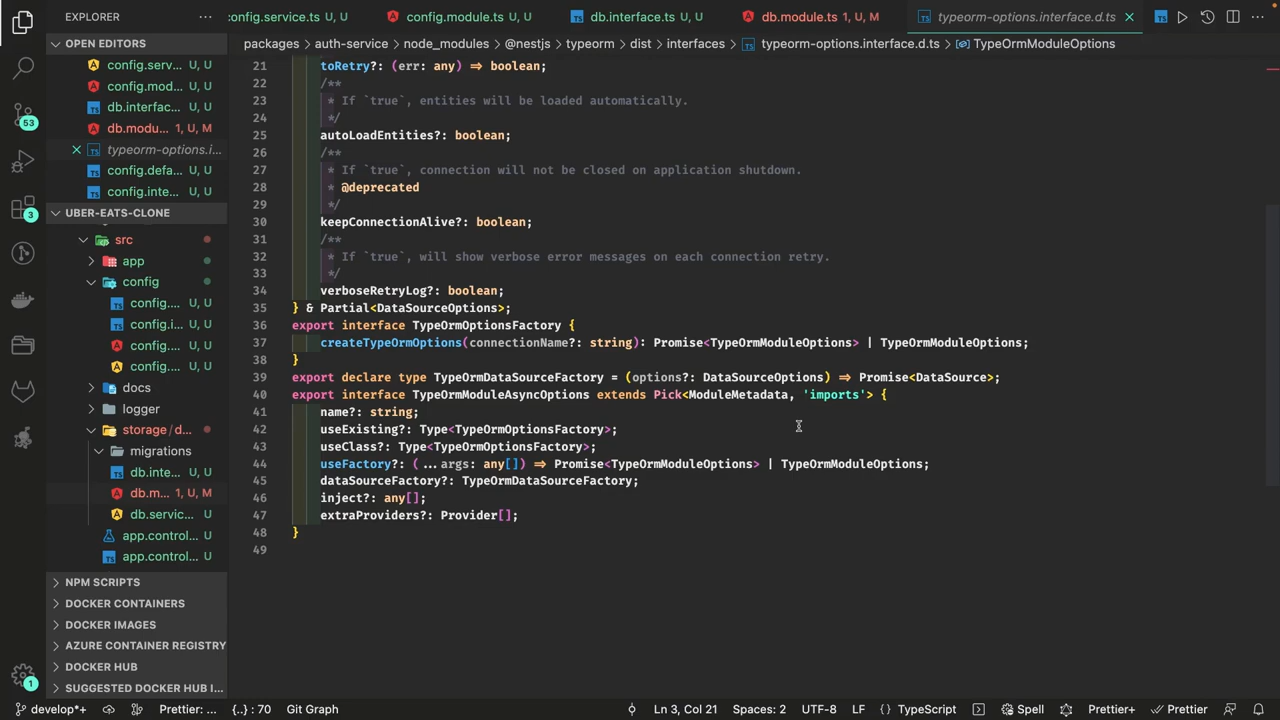 EXPLORER
config.service.ts U
config.module.ts U
TS db.interface.ts U
db.module.ts 1, U, M
TS typeorm-options.interface.d.ts
OPEN EDITORS
packages > auth-service > node_modules > @nestjs > typeorm > dist > interfaces > TS typeorm-options.interface.d.ts > TypeOrmModuleOptions
config.serv... U, U
config.mod... U, U
db.interfac... U, U
db.modu... 1, U, M
TS typeorm-options.i...
TS config.defa... U, U
TS config.inte... U, U
UBER-EATS-CLONE
src
app
config
TS config.... U, U
TS config.i... U, U
config.... U, U
config.... U, U
docs
logger
storage/d...
migrations
TS db.inte... U, U
db.m... 1, U, M
db.servic... U
app.control... U
TS app.control... U
NPM SCRIPTS
DOCKER CONTAINERS
DOCKER IMAGES
AZURE CONTAINER REGISTRY
DOCKER HUB
SUGGESTED DOCKER HUB I...
53
3
1
21 toRetry?: (err: any) => boolean;
22 /**
23 * If `true`, entities will be loaded automatically.
24 */
25 autoLoadEntities?: boolean;
26 /**
27 * If `true`, connection will not be closed on application shutdown.
28 * @deprecated
29 */
30 keepConnectionAlive?: boolean;
31 /**
32 * If `true`, will show verbose error messages on each connection retry.
33 */
34 verboseRetryLog?: boolean;
35 } & Partial<DataSourceOptions>;
36 export interface TypeOrmOptionsFactory {
37 createTypeOrmOptions(connectionName?: string): Promise<TypeOrmModuleOptions> | TypeOrmModuleOptions;
38 }
39 export declare type TypeOrmDataSourceFactory = (options?: DataSourceOptions) => Promise<DataSource>;
40 export interface TypeOrmModuleAsyncOptions extends Pick<ModuleMetadata, 'imports'> {
41 name?: string;
42 useExisting?: Type<TypeOrmOptionsFactory>;
43 useClass?: Type<TypeOrmOptionsFactory>;
44 useFactory?: (...args: any[]) => Promise<TypeOrmModuleOptions> | TypeOrmModuleOptions;
45 dataSourceFactory?: TypeOrmDataSourceFactory;
46 inject?: any[];
47 extraProviders?: Provider[];
48 }
49
develop*+ Prettier: ... {..} : 70 Git Graph Ln 3, Col 21 Spaces: 2 UTF-8 LF {} TypeScript Spell Prettier+ Prettier